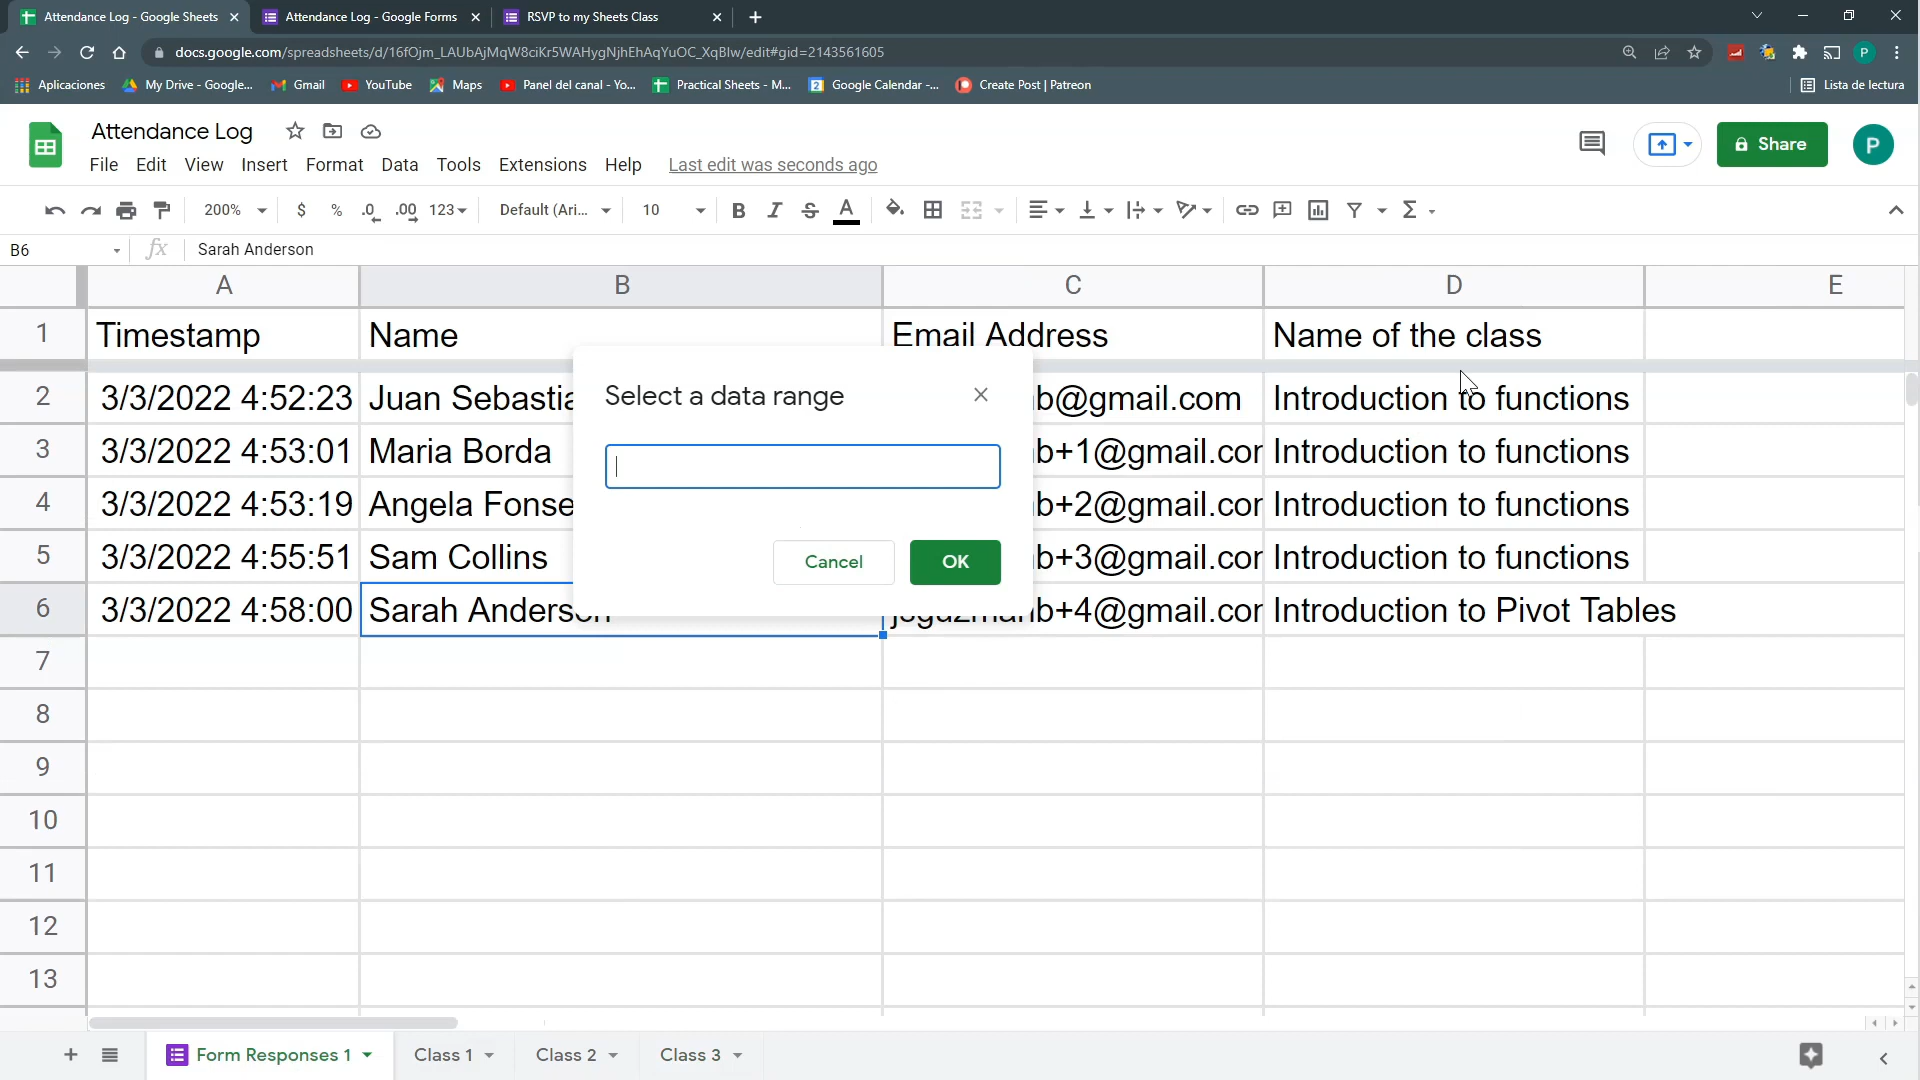 Attendance Log - Google Sheets
Attendance Log - Google Forms
RSVP to my Sheets Class
docs.google.com/spreadsheets/d/16fOjm_LAUbAjMqW8ciKr5WAHygNjhEhAqYuOC_XqBlw/edit#gid=2143561605
P
Aplicaciones
My Drive - Google...
Gmail
YouTube
Maps
Panel del canal - Yo...
Practical Sheets - M...
Google Calendar -...
Create Post | Patreon
Lista de lectura
Attendance Log
Share
P
File Edit View Insert Format Data Tools Extensions Help Last edit was seconds ago
200% $ % .0 .00 123 Default (Ari... 10 B I S A Σ
B6 fx Sarah Anderson
A B C D E
1 Timestamp Name Email Address Name of the class
Select a data range
2 3/3/2022 4:52:23 Juan Sebastia b@gmail.com Introduction to functions
3 3/3/2022 4:53:01 Maria Borda b+1@gmail.cor Introduction to functions
4 3/3/2022 4:53:19 Angela Fonse b+2@gmail.cor Introduction to functions
5 3/3/2022 4:55:51 Sam Collins b+3@gmail.cor Introduction to functions
Cancel OK
6 3/3/2022 4:58:00 Sarah Anderson b+4@gmail.cor Introduction to Pivot Tables
7
8
9
10
11
12
13
Form Responses 1 Class 1 Class 2 Class 3